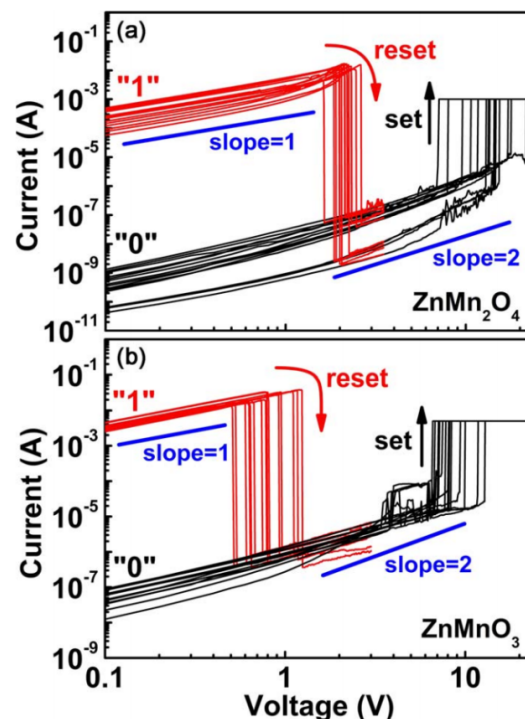 (a)
reset
"1"
set
slope=1
"0"
slope=2
ZnMn₂O₄
Current (A)
10⁻¹
10⁻³
10⁻⁵
10⁻⁷
10⁻⁹
10⁻¹¹
(b)
reset
"1"
set
slope=1
"0"
slope=2
ZnMnO₃
Current (A)
10⁻¹
10⁻³
10⁻⁵
10⁻⁷
10⁻⁹
0.1 1 10
Voltage (V)